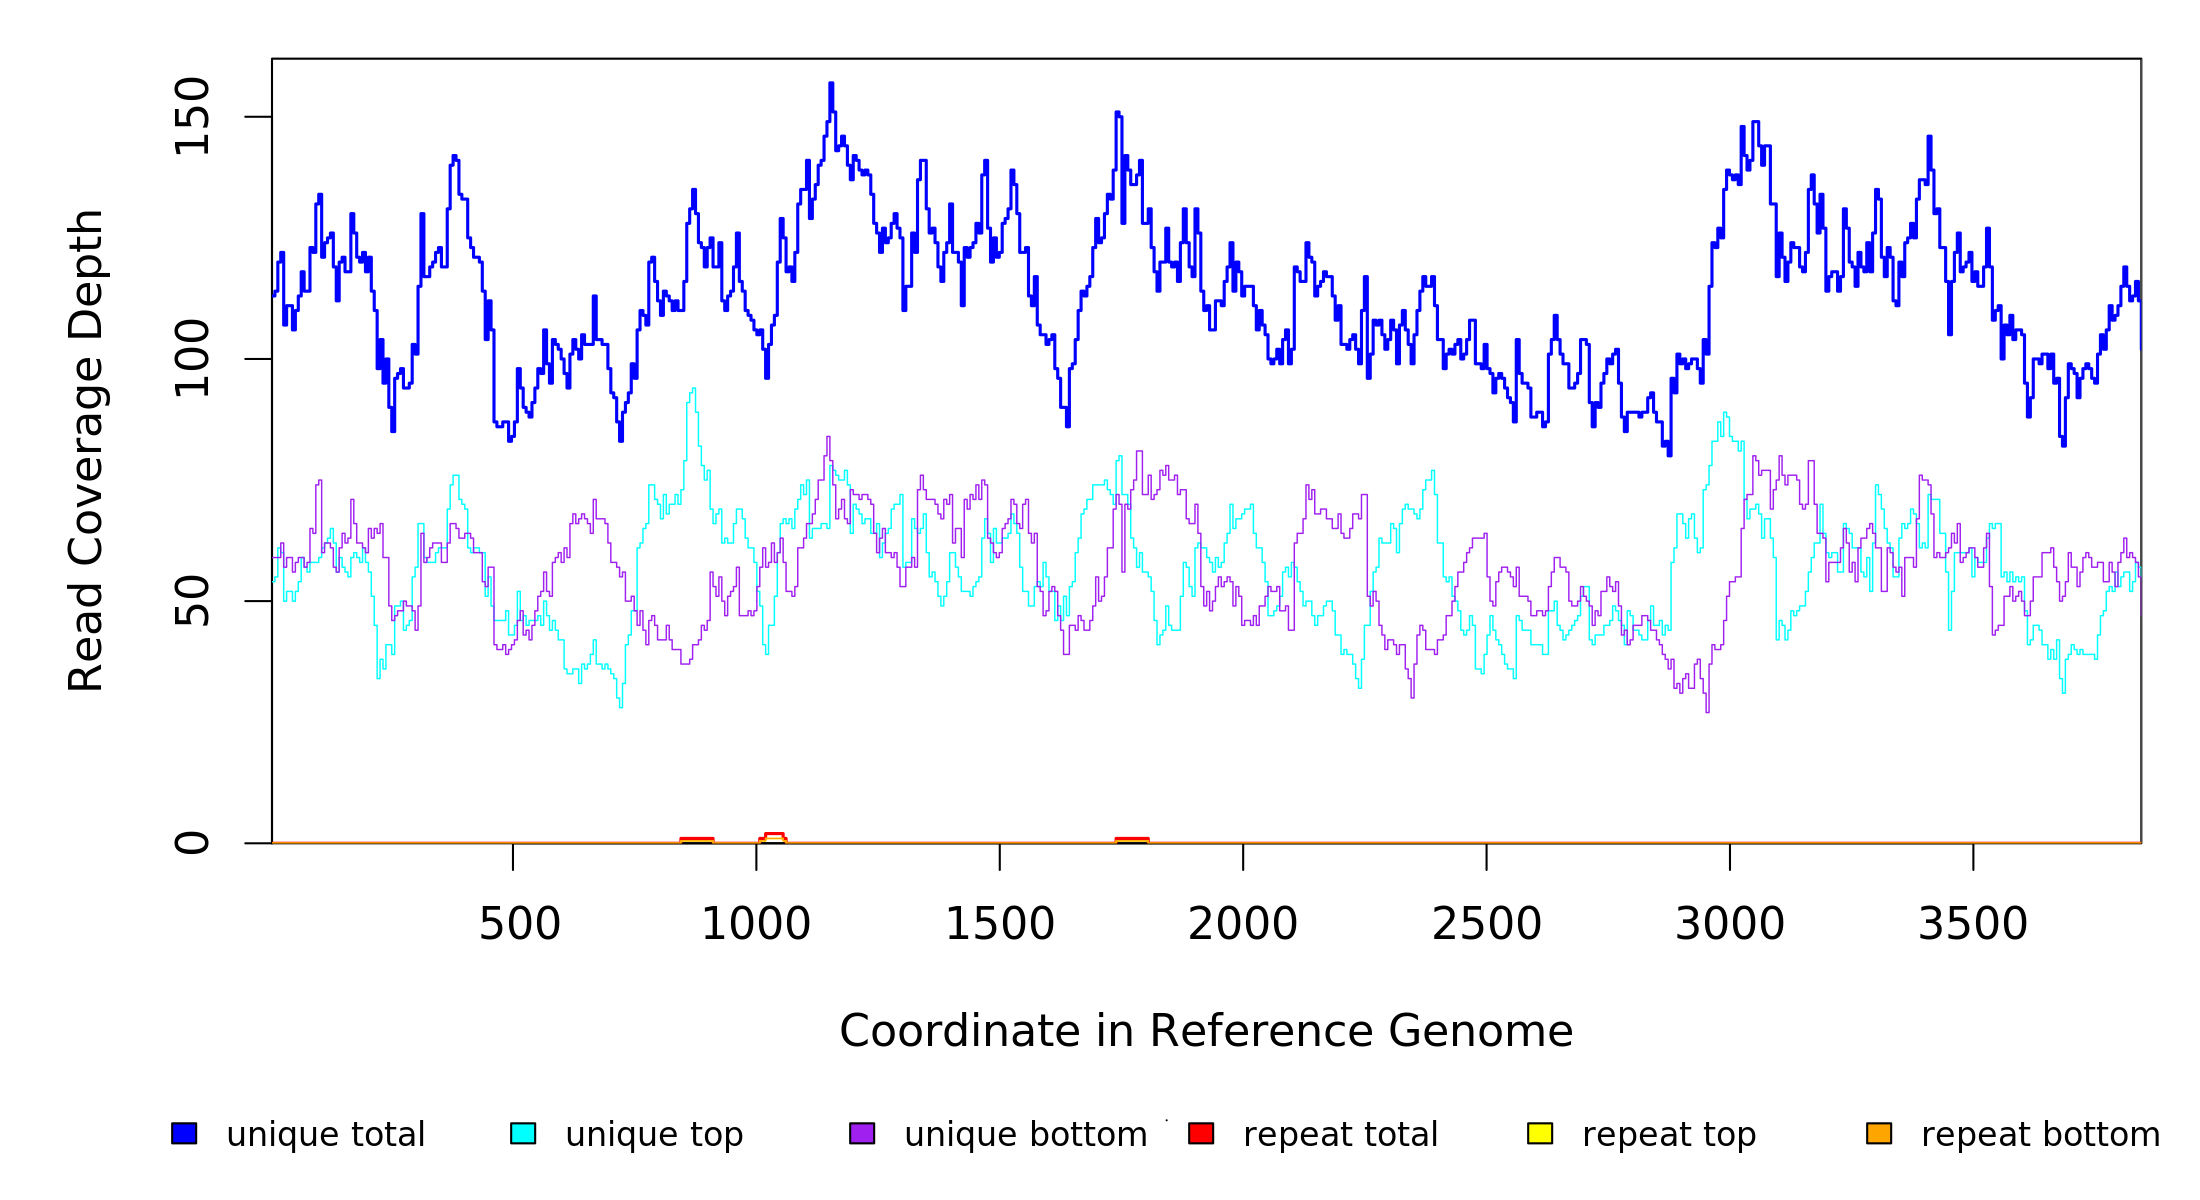 Read Coverage Depth
150
100
50
0
500 1000 1500 2000 2500 3000 3500
Coordinate in Reference Genome
unique total unique top unique bottom repeat total repeat top repeat bottom